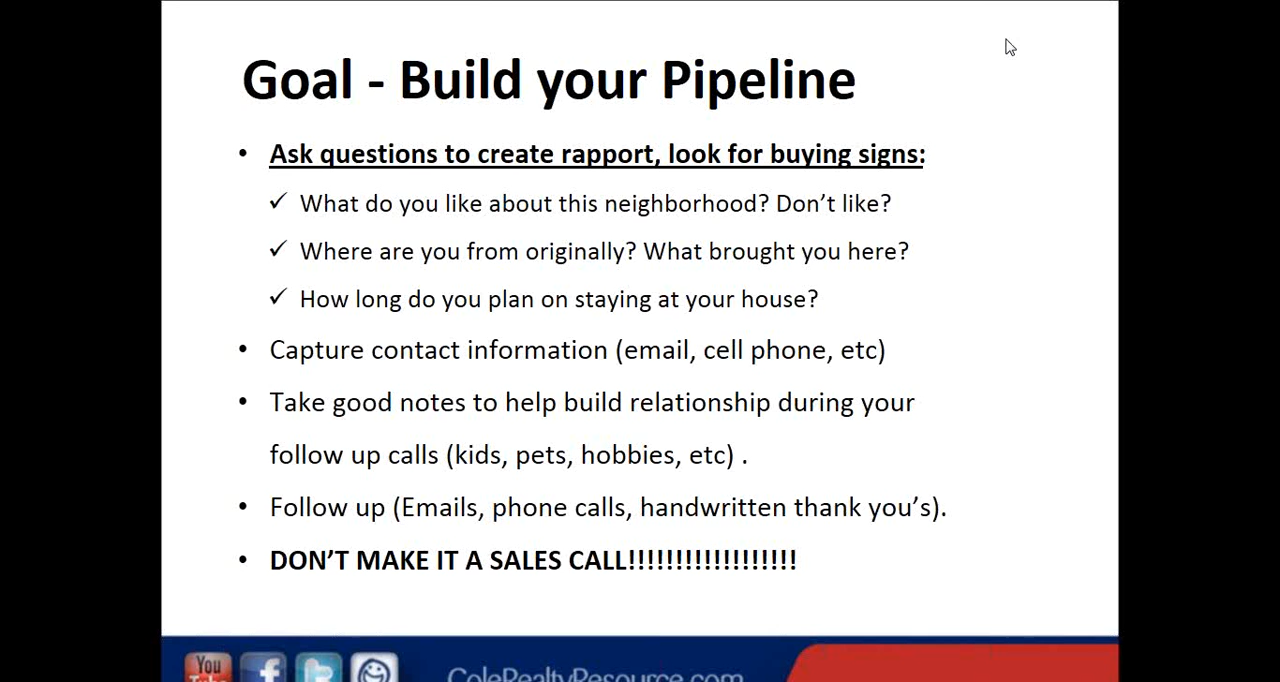 Goal - Build your Pipeline
• Ask questions to create rapport, look for buying signs:
✓ What do you like about this neighborhood? Don’t like?
✓ Where are you from originally? What brought you here?
✓ How long do you plan on staying at your house?
• Capture contact information (email, cell phone, etc)
• Take good notes to help build relationship during your
follow up calls (kids, pets, hobbies, etc) .
• Follow up (Emails, phone calls, handwritten thank you’s).
• DON’T MAKE IT A SALES CALL!!!!!!!!!!!!!!!!!!
You Tube ColeRealtyResource.com